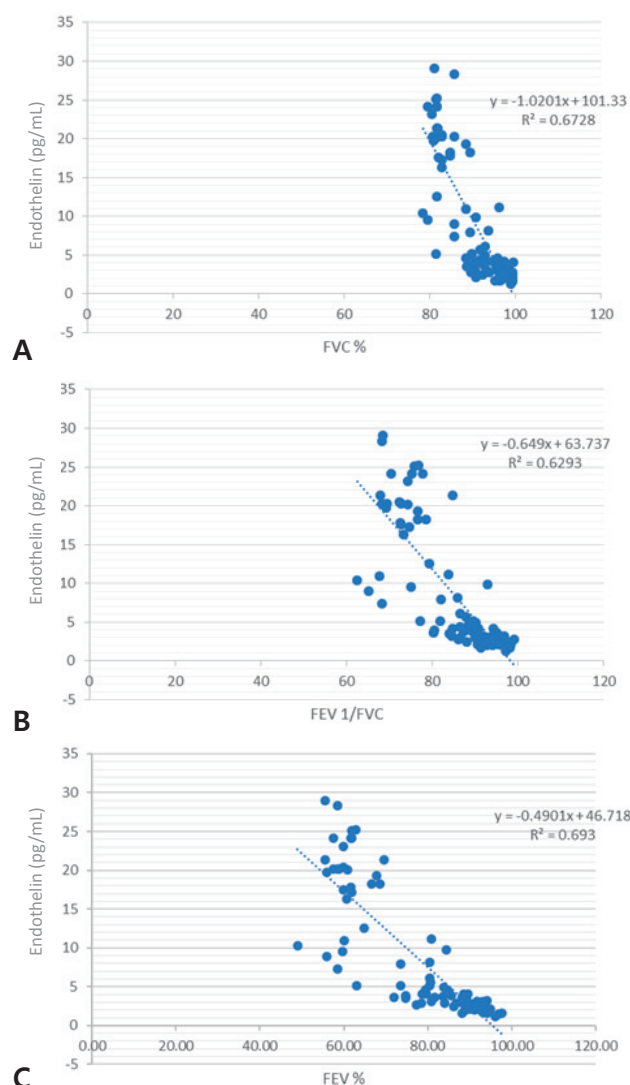 35
30
25
20
15
10
5
0
-5
Endothelin (pg/mL)
y = -1.0201x + 101.33
R² = 0.6728
0 20 40 60 80 100 120
FVC %
A
35
30
25
20
15
10
5
0
-5
Endothelin (pg/mL)
y = -0.649x + 63.737
R² = 0.6293
0 20 40 60 80 100 120
FEV 1/FVC
B
35
30
25
20
15
10
5
0
-5
Endothelin (pg/mL)
y = -0.4901x + 46.718
R² = 0.693
0.00 20.00 40.00 60.00 80.00 100.00 120.00
FEV %
C